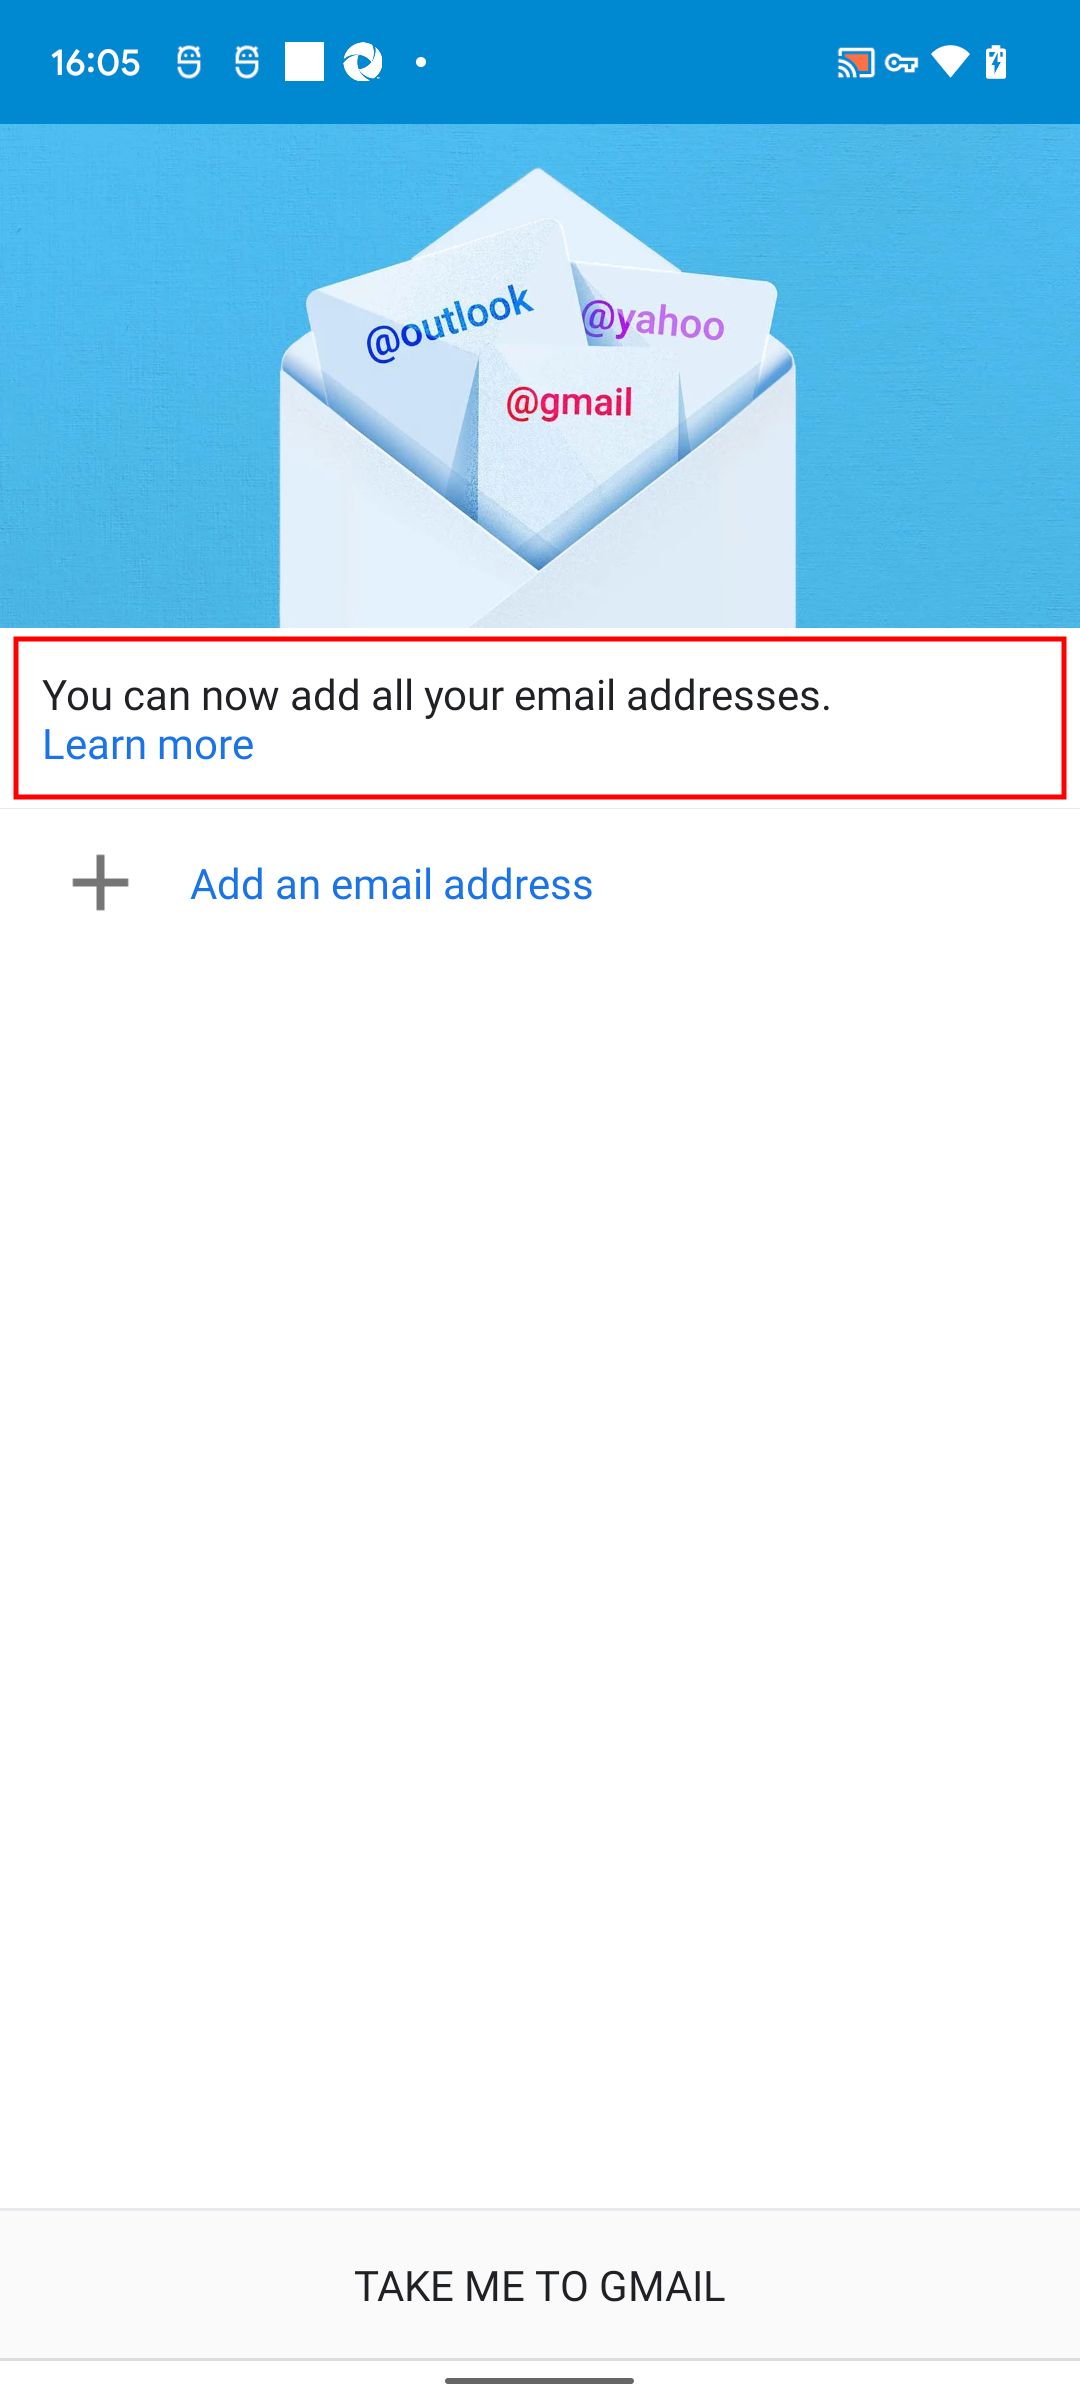 16:05
@outlook
@yahoo
@gmail
You can now add all your email addresses.
Learn more
Add an email address
TAKE ME TO GMAIL